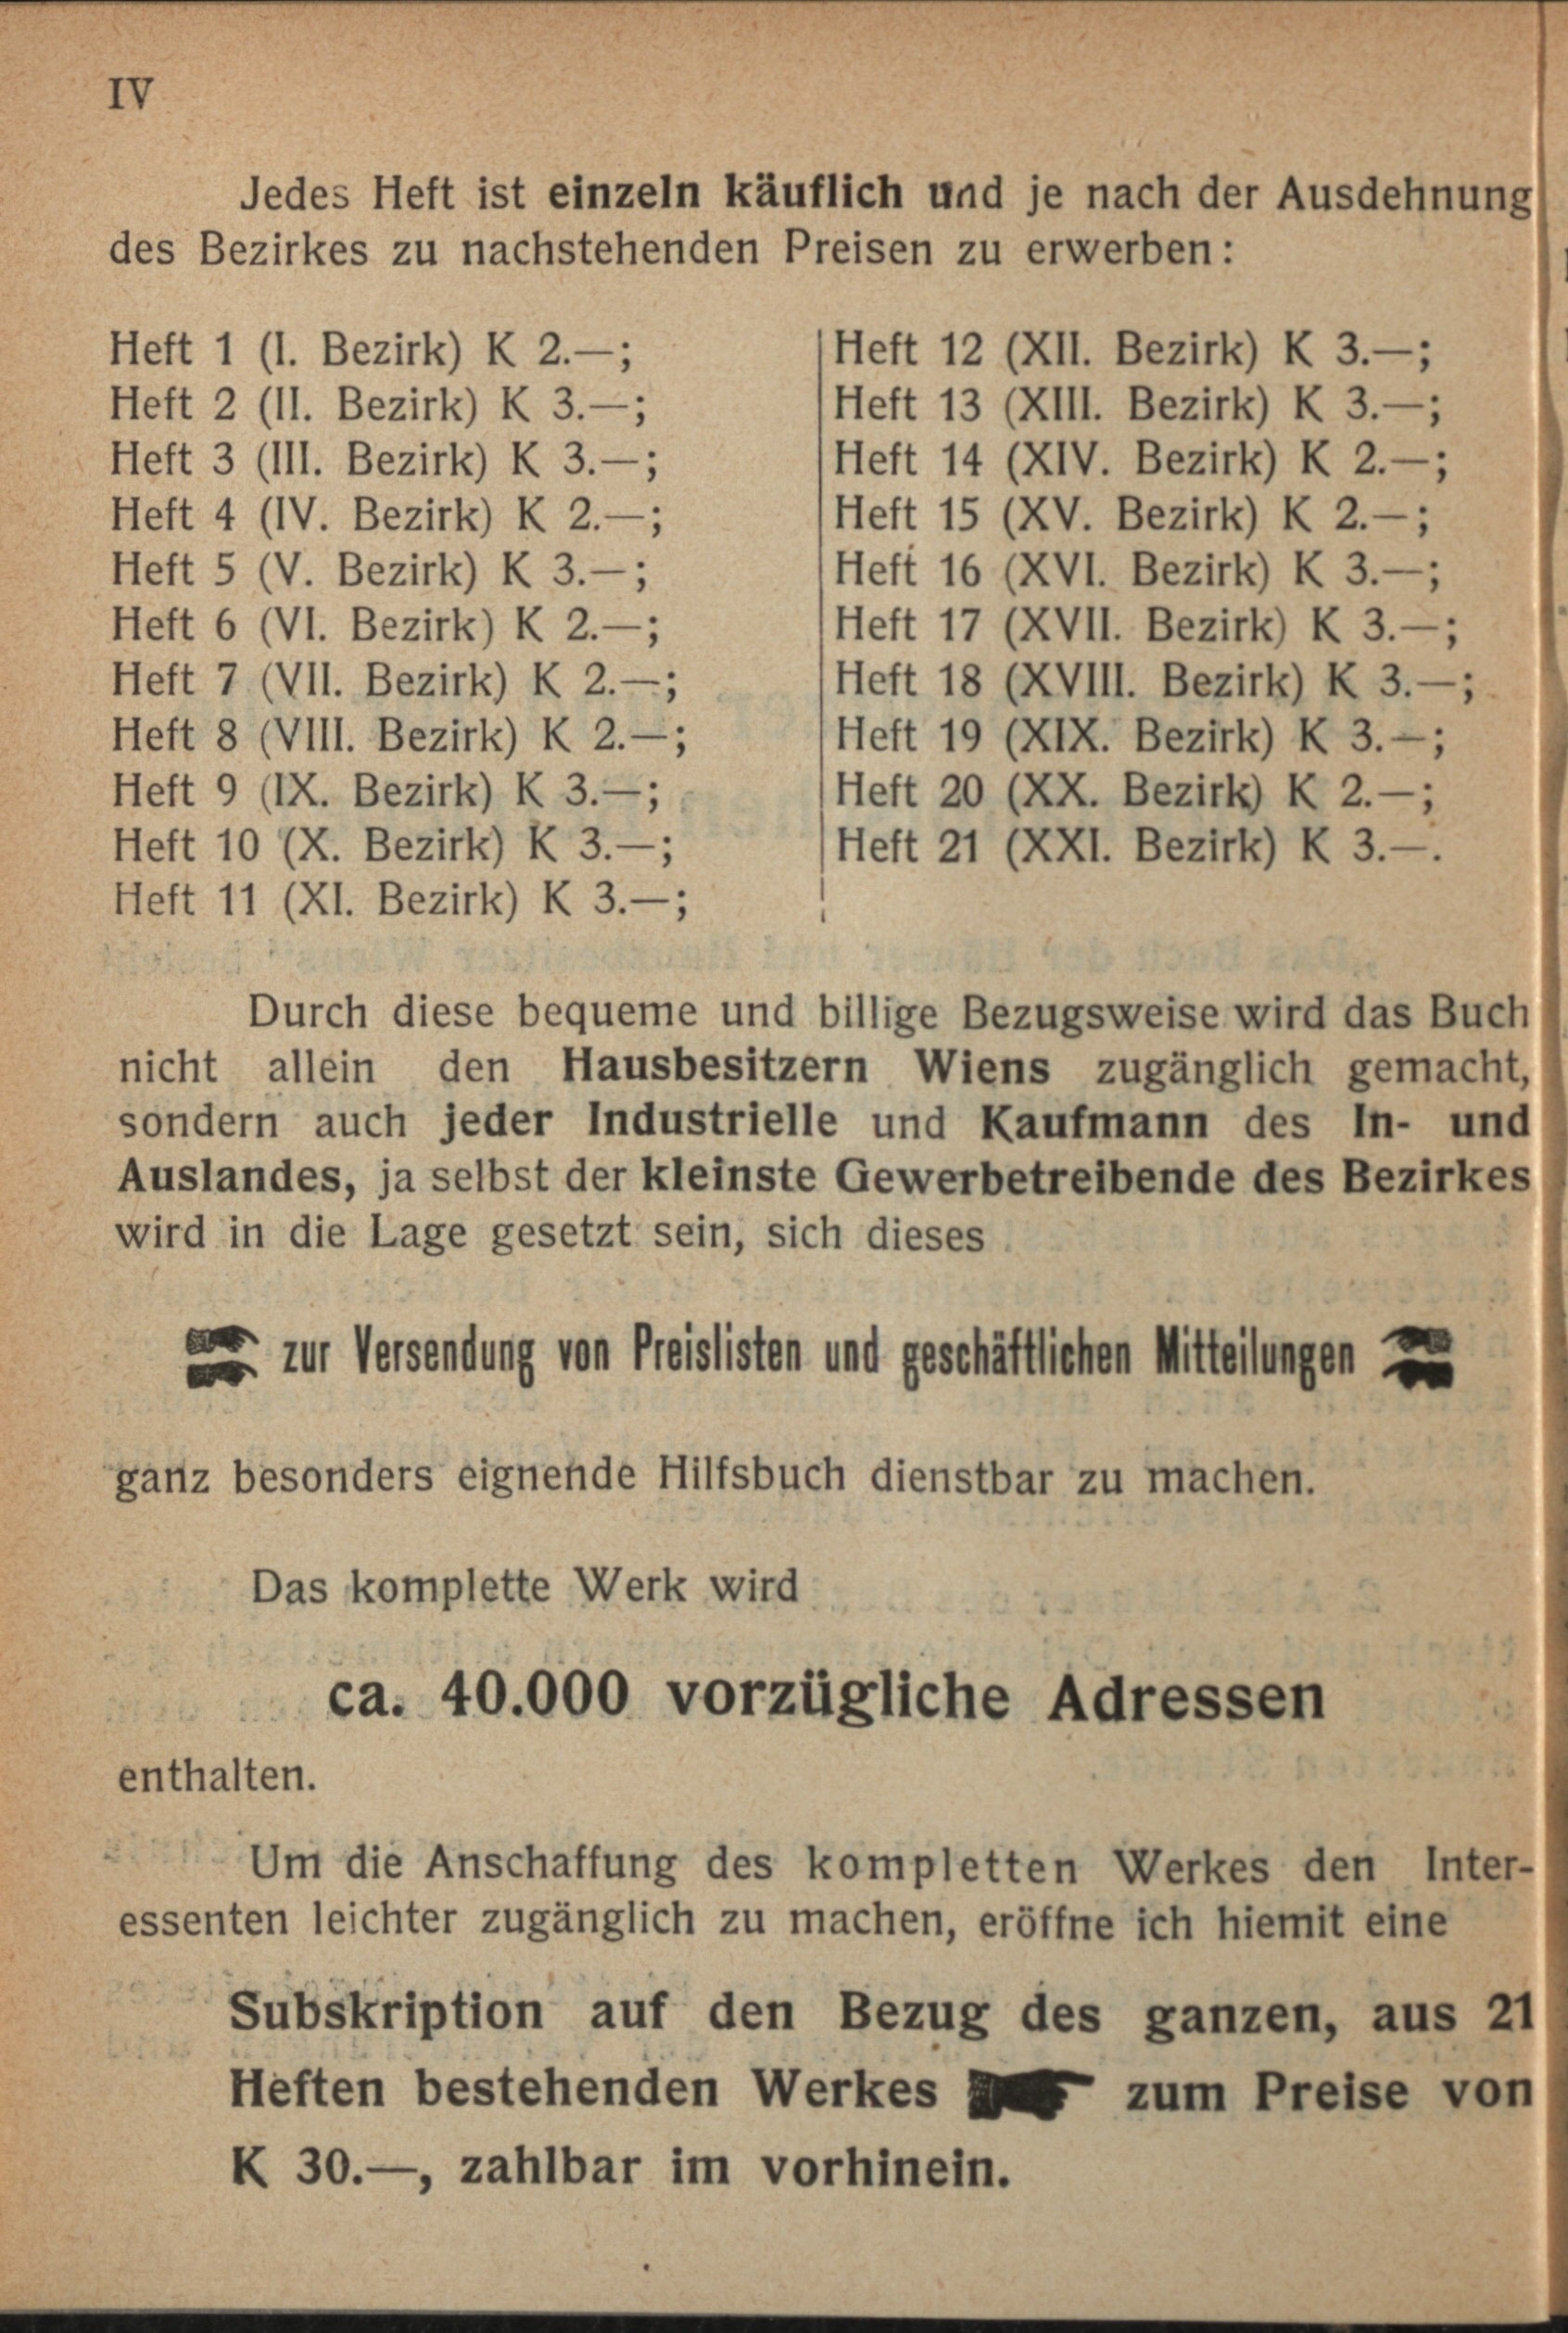 IV
Jedes Heft ist einzeln käuflich und je nach der Ausdehnung
des Bezirkes zu nachstehenden Preisen zu erwerben:
Heft 1 (I. Bezirk) K 2.—;
Heft 2 (II. Bezirk) K 3.—;
Heft 3 (III. Bezirk) K 3.—;
Heft 4 (IV. Bezirk) K 2.—;
Heft 5 (V. Bezirk) K 3.—;
Heft 6 (VI. Bezirk) K 2.—;
Heft 7 (VII. Bezirk) K 2.—;
Heft 8 (VIII. Bezirk) K 2.—;
Heft 9 (IX. Bezirk) K 3.—;
Heft 10 (X. Bezirk) K 3.—;
Heft 11 (XI. Bezirk) K 3.—;
Heft 12 (XII. Bezirk) K 3.—;
Heft 13 (XIII. Bezirk) K 3.—;
Heft 14 (XIV. Bezirk) K 2.—;
Heft 15 (XV. Bezirk) K 2.—;
Heft 16 (XVI. Bezirk) K 3.—;
Heft 17 (XVII. Bezirk) K 3.—;
Heft 18 (XVIII. Bezirk) K 3.—;
Heft 19 (XIX. Bezirk) K 3.—;
Heft 20 (XX. Bezirk) K 2.—;
Heft 21 (XXI. Bezirk) K 3.—.
Durch diese bequeme und billige Bezugsweise wird das Buch
nicht allein den Hausbesitzern Wiens zugänglich gemacht,
sondern auch jeder Industrielle und Kaufmann des In- und
Auslandes, ja selbst der kleinste Gewerbetreibende des Bezirkes
wird in die Lage gesetzt sein, sich dieses
zur Versendung von Preislisten und geschäftlichen Mitteilungen
ganz besonders eignende Hilfsbuch dienstbar zu machen.
Das komplette Werk wird
ca. 40.000 vorzügliche Adressen
enthalten.
Um die Anschaffung des kompletten Werkes den Inter-
essenten leichter zugänglich zu machen, eröffne ich hiemit eine
Subskription auf den Bezug des ganzen, aus 21
Heften bestehenden Werkes zum Preise von
K 30.—, zahlbar im vorhinein.